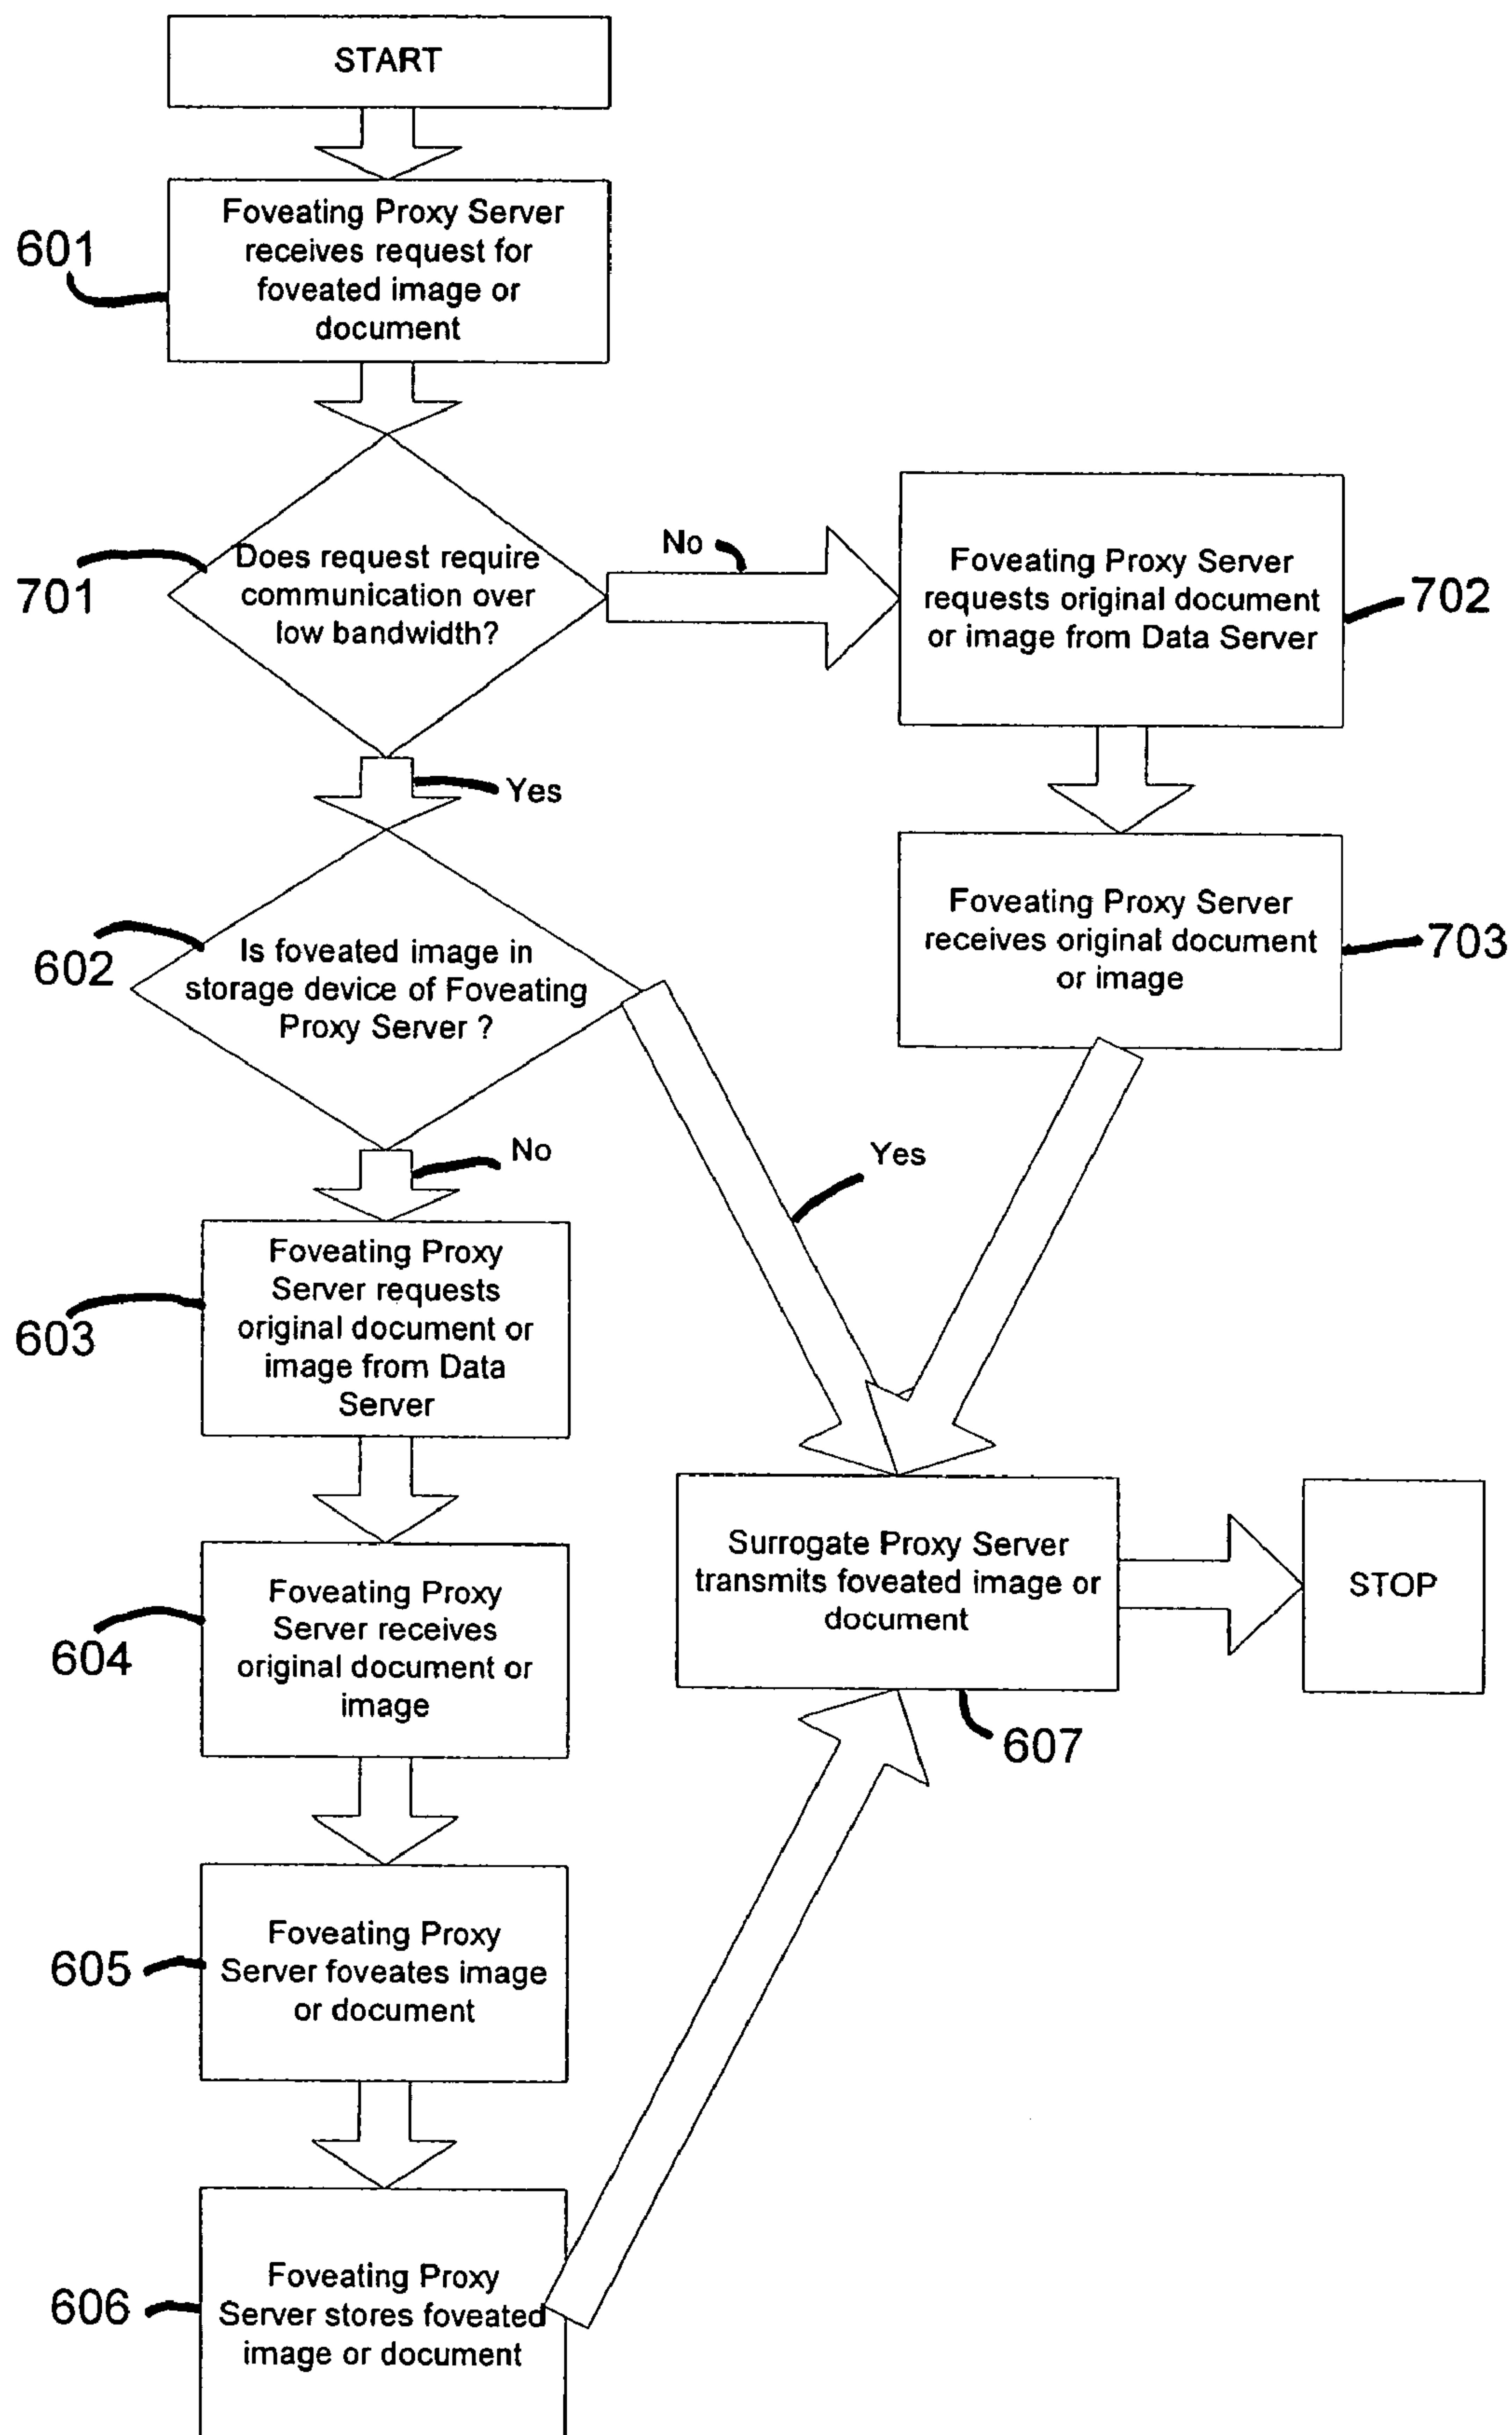 START
601
Foveating Proxy Server
receives request for
foveated image or
document
701
Does request require
communication over
low bandwidth?
No
Foveating Proxy Server
requests original document
or image from Data Server
702
Yes
602
Is foveated image in
storage device of Foveating
Proxy Server ?
Foveating Proxy Server
receives original document
or image
703
No
Yes
603
Foveating Proxy
Server requests
original document or
image from Data
Server
604
Foveating Proxy
Server receives
original document or
image
Surrogate Proxy Server
transmits foveated image or
document
607
STOP
605
Foveating Proxy
Server foveates image
or document
606
Foveating Proxy
Server stores foveated
image or document